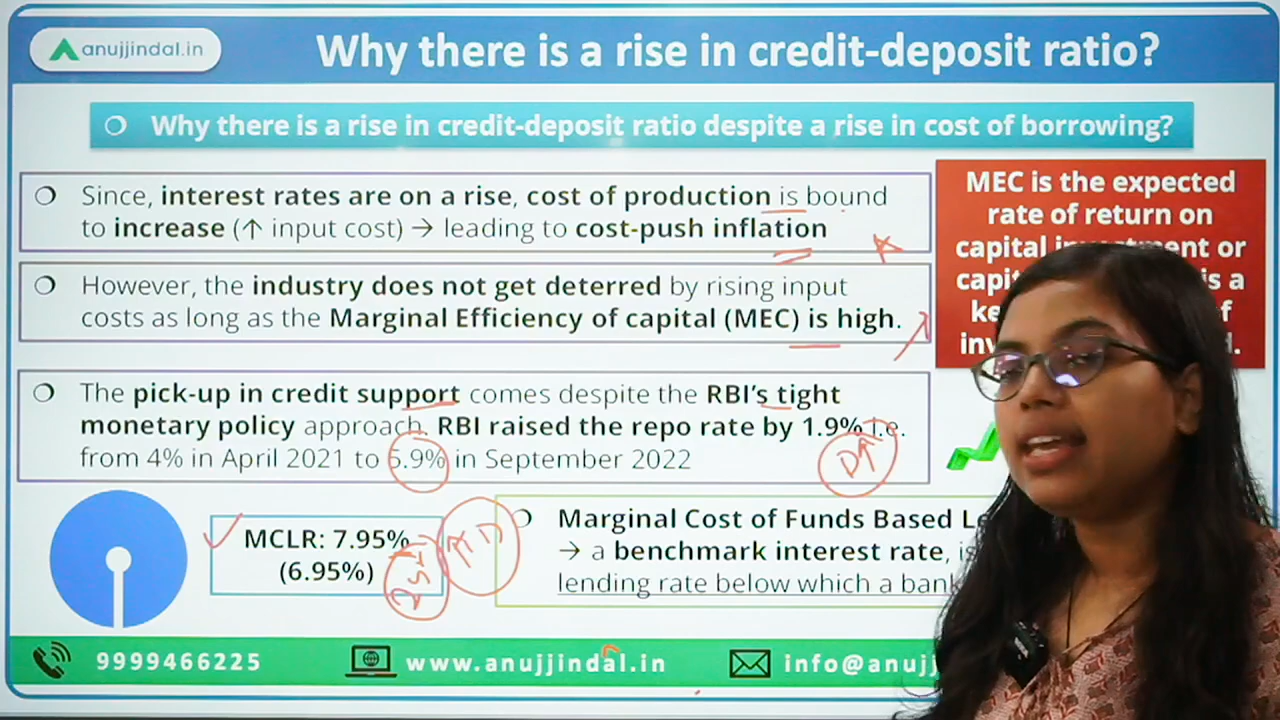 anujjindal.in
Why there is a rise in credit-deposit ratio?
Why there is a rise in credit-deposit ratio despite a rise in cost of borrowing?
Since, interest rates are on a rise, cost of production is bound
to increase (↑ input cost) → leading to cost-push inflation
However, the industry does not get deterred by rising input
costs as long as the Marginal Efficiency of capital (MEC) is high.
The pick-up in credit support comes despite the RBI's tight
monetary policy approach. RBI raised the repo rate by 1.9% i.e.
from 4% in April 2021 to 5.9% in September 2022
MEC is the expected
rate of return on
capital
is a
MCLR: 7.95%
(6.95%)
Marginal Cost of Funds Based
→ a benchmark interest rate,
lending rate below which a bank
9999466225
www.anujjindal.in
info@anujj